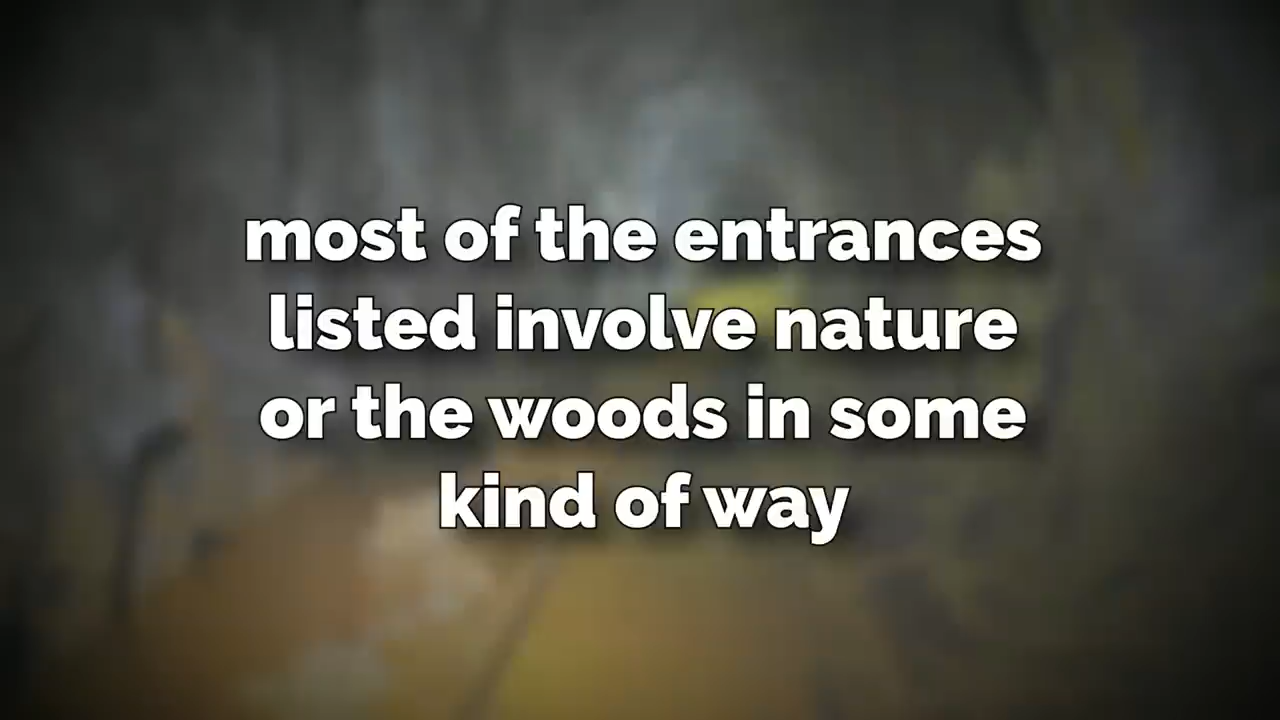 most of the entrances
listed involve nature
or the woods in some
kind of way